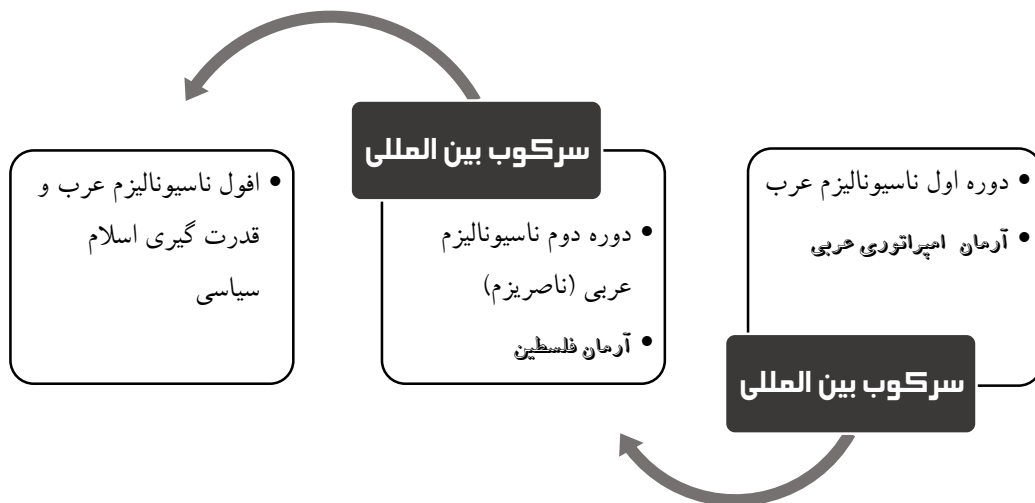 • دوره اول ناسیونالیزم عرب
• آرمان امپراتوری عربی
سرکوب بین المللی
سرکوب بین المللی
• دوره دوم ناسیونالیزم
عربی (ناصریزم)
• آرمان فلسطین
• افول ناسیونالیزم عرب و
قدرت گیری اسلام
سیاسی